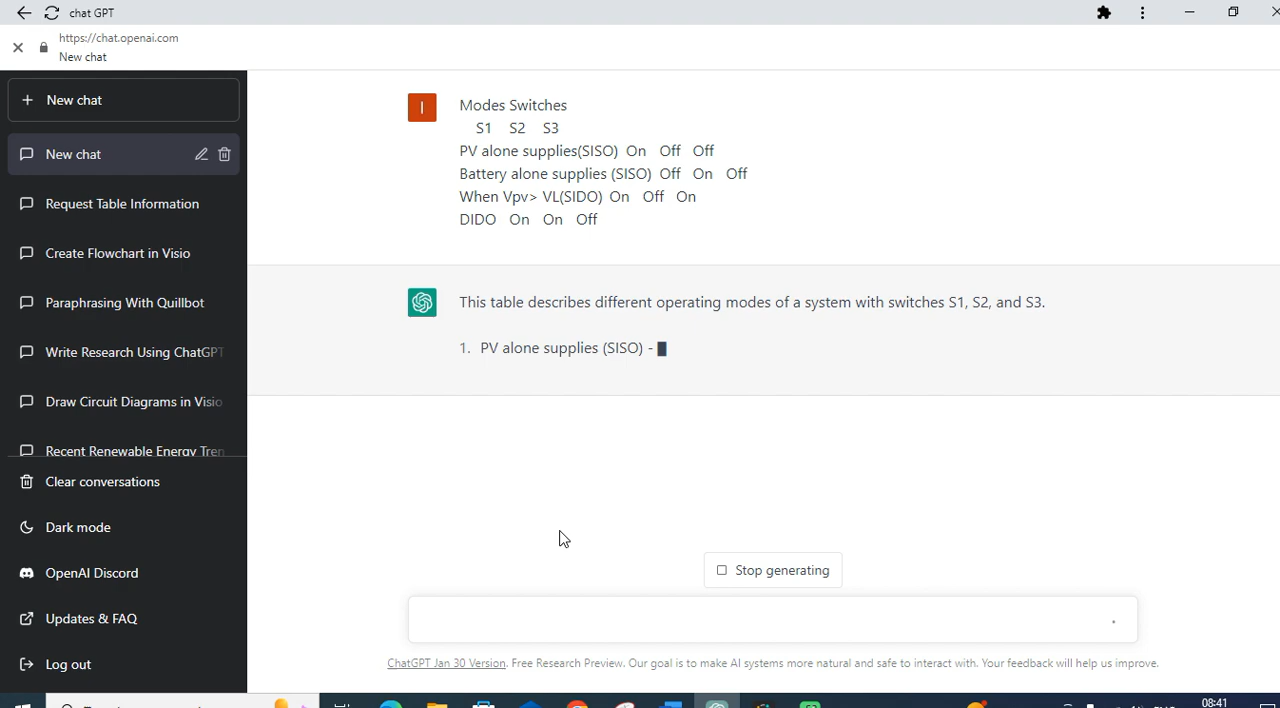 chat GPT
https://chat.openai.com
New chat
New chat
New chat
Request Table Information
Create Flowchart in Visio
Paraphrasing With Quillbot
Write Research Using ChatGPT
Draw Circuit Diagrams in Visio
Recent Renewable Energy Tren
Clear conversations
Dark mode
OpenAI Discord
Updates & FAQ
Log out
I
Modes Switches
S1 S2 S3
PV alone supplies(SISO) On Off Off
Battery alone supplies (SISO) Off On Off
When Vpv> VL(SIDO) On Off On
DIDO On On Off
This table describes different operating modes of a system with switches S1, S2, and S3.
1. PV alone supplies (SISO) -
Stop generating
ChatGPT Jan 30 Version. Free Research Preview. Our goal is to make AI systems more natural and safe to interact with. Your feedback will help us improve.
08:41